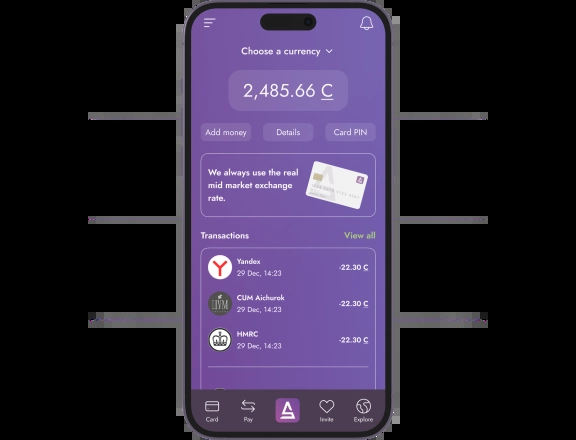 Choose a currency
2,485.66 C
Add money
Details
Card PIN
We always use the real
mid market exchange
rate.
Transactions
View all
Yandex
29 Dec, 14:23
-22.30 C
CUM Aichurok
29 Dec, 14:23
-22.30 C
HMRC
29 Dec, 14:23
-22.30 C
Card
Pay
Invite
Explore